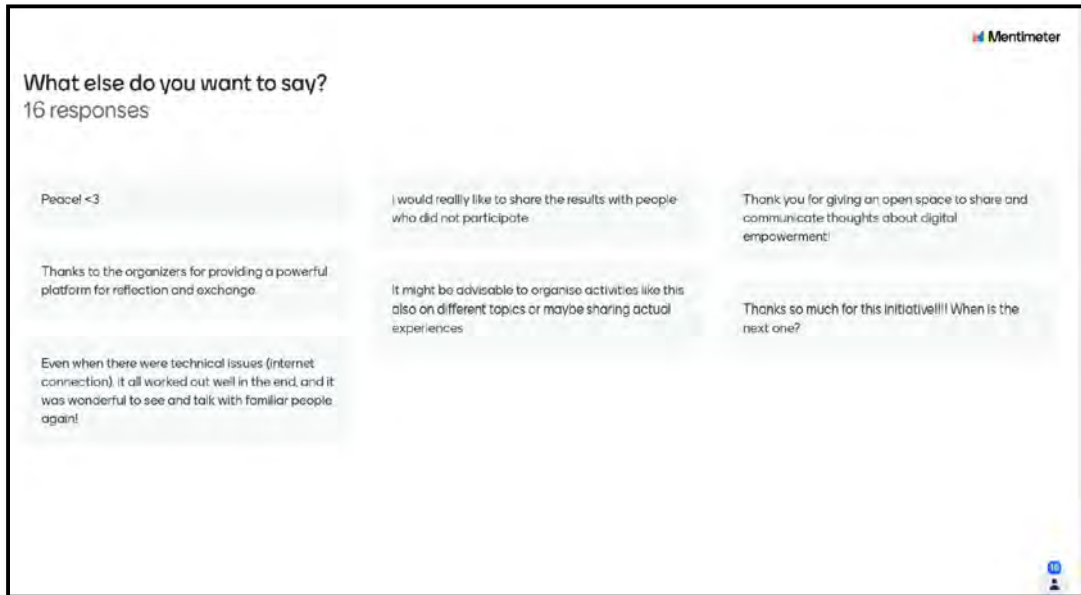 Mentimeter
What else do you want to say?
16 responses
Peace! <3
Thanks to the organizers for providing a powerful
platform for reflection and exchange
Even when there were technical issues (internet
connection), it all worked out well in the end, and it
was wonderful to see and talk with familiar people
again!
I would really like to share the results with people
who did not participate
It might be advisable to organise activities like this
also on different topics or maybe sharing actual
experiences
Thank you for giving an open space to share and
communicate thoughts about digital
empowerment!
Thanks so much for this initiative!!!! When is the
next one?
16